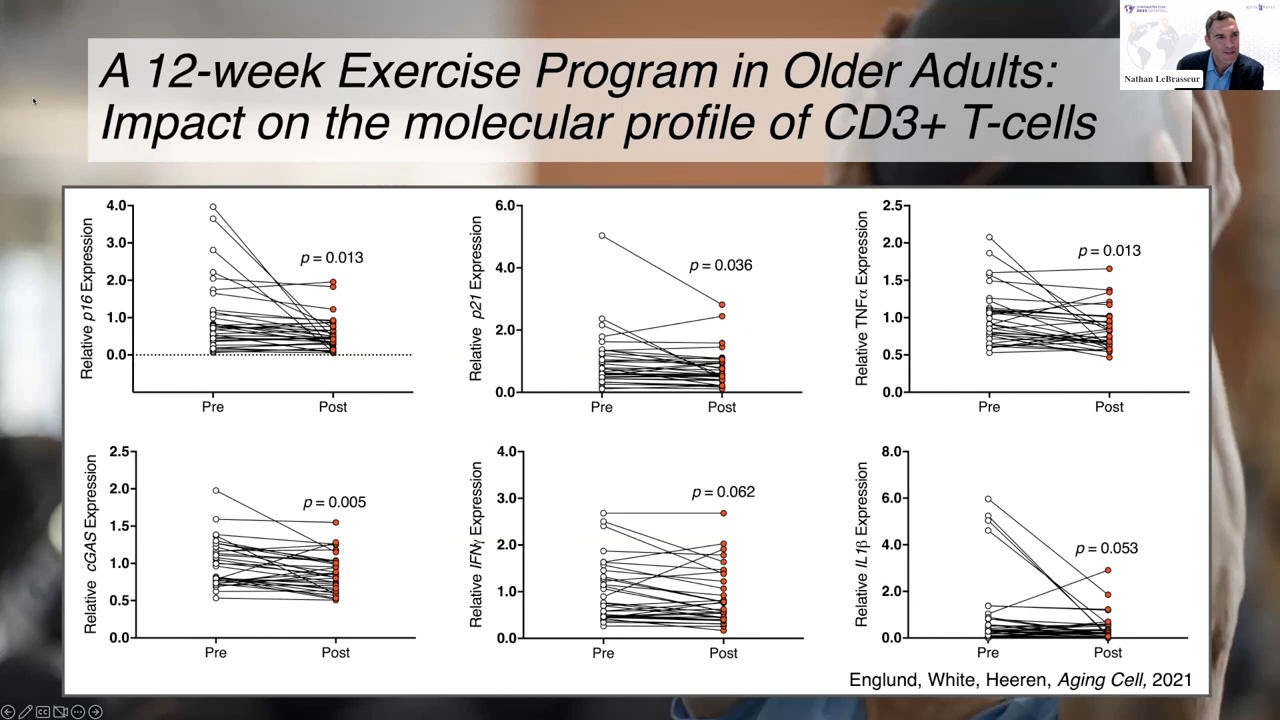 A 12-week Exercise Program in Older Adults:
Impact on the molecular profile of CD3+ T-cells
Nathan LeBrasseur
Relative p16 Expression
4.0
3.0
2.0
1.0
0.0
p = 0.013
Pre
Post
Relative p21 Expression
6.0
4.0
2.0
0.0
p = 0.036
Pre
Post
Relative TNFα Expression
2.5
2.0
1.5
1.0
0.5
0.0
p = 0.013
Pre
Post
Relative cGAS Expression
2.5
2.0
1.5
1.0
0.5
0.0
p = 0.005
Pre
Post
Relative IFNγ Expression
4.0
3.0
2.0
1.0
0.0
p = 0.062
Pre
Post
Relative IL1β Expression
8.0
6.0
4.0
2.0
0.0
p = 0.053
Pre
Post
Englund, White, Heeren, Aging Cell, 2021